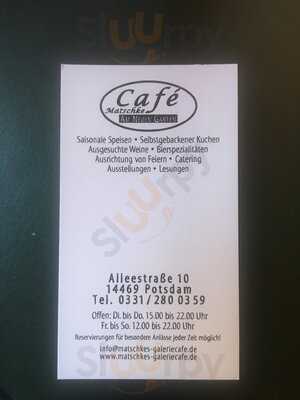 Café
Matschke
Am Neuen Garten
Saisonale Speisen • Selbstgebackener Kuchen
Ausgesuchte Weine • Bierspezialitäten
Ausrichtung von Feiern • Catering
Ausstellungen • Lesungen
Alleestraße 10
14469 Potsdam
Tel. 0331/280 03 59
Offen: Di. bis Do. 15.00 bis 22.00 Uhr
Fr. bis So. 12.00 bis 22.00 Uhr
Reservierungen für besondere Anlässe jeder Zeit möglich!
info@matschkes-galeriecafe.de
www.matschkes-galeriecafe.de
Sluurpy
Sluurpy
Sluurpy